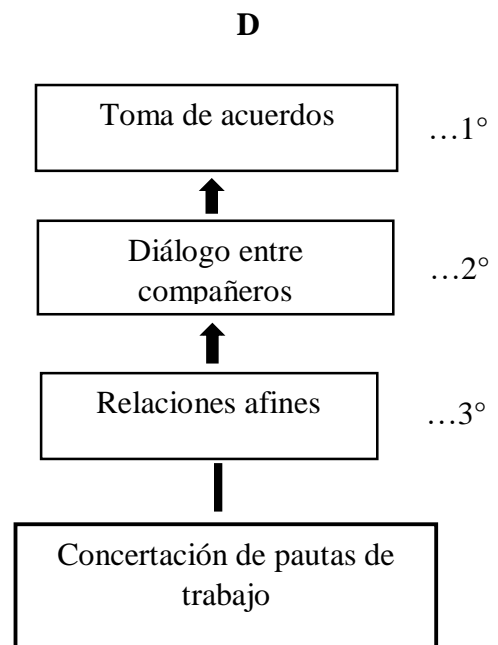 D
Toma de acuerdos
…1°
Diálogo entre
compañeros
…2°
Relaciones afines
…3°
Concertación de pautas de
trabajo